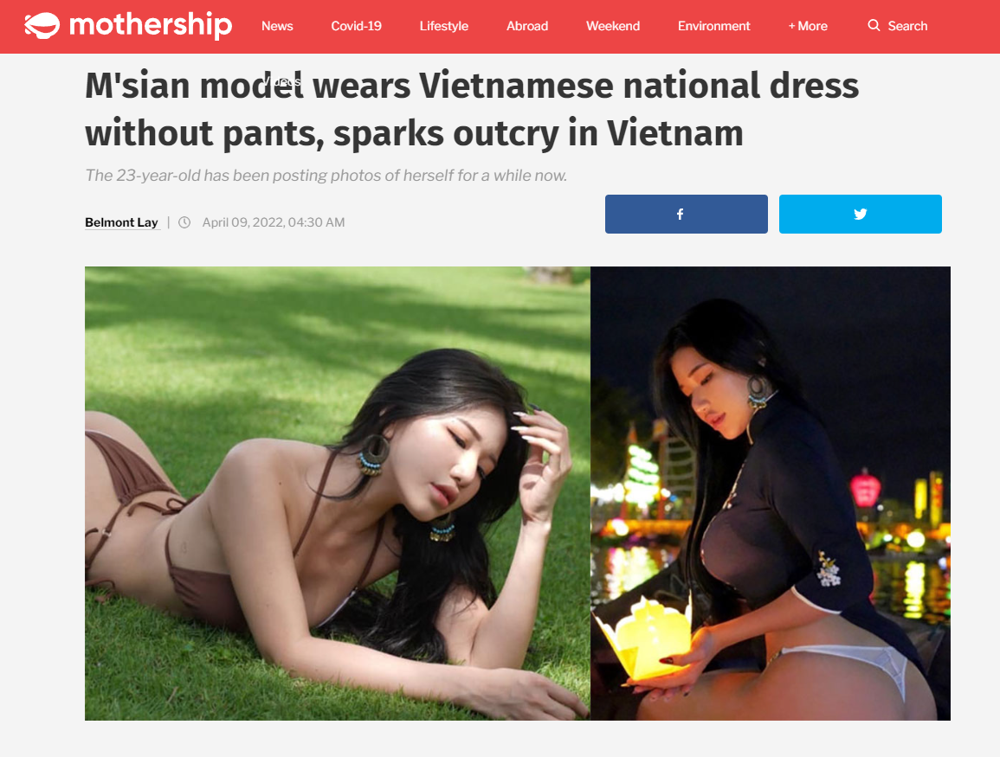 mothership
News Covid-19 Lifestyle Abroad Weekend Environment + More Search
Videos
M'sian model wears Vietnamese national dress
without pants, sparks outcry in Vietnam
The 23-year-old has been posting photos of herself for a while now.
Belmont Lay | April 09, 2022, 04:30 AM